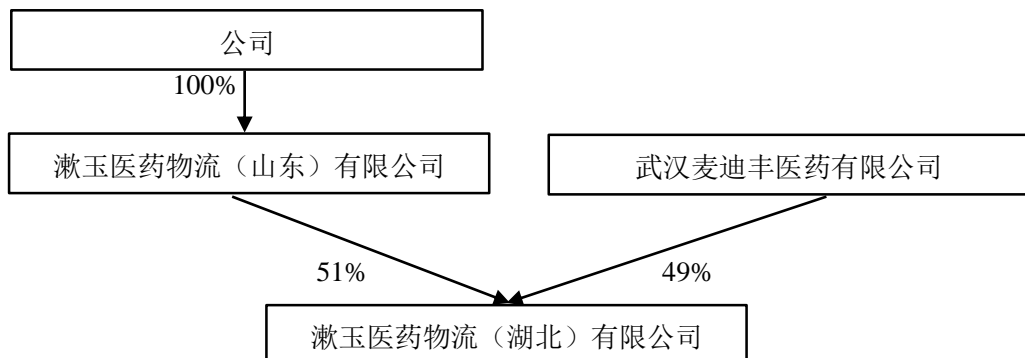 公司
100%
漱玉医药物流（山东）有限公司
武汉麦迪丰医药有限公司
51%
49%
漱玉医药物流（湖北）有限公司